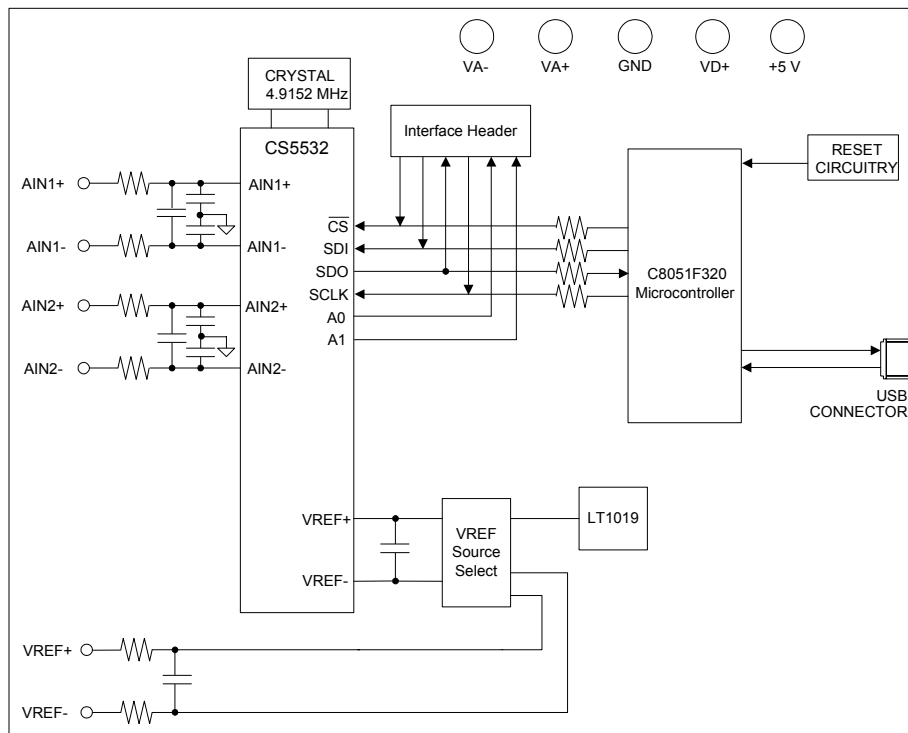 VA-
VA+
GND
VD+
+5 V
CRYSTAL
4.9152 MHz
CS5532
Interface Header
RESET
CIRCUITRY
AIN1+
AIN1+
AIN1-
AIN1-
AIN2+
AIN2+
AIN2-
AIN2-
CS
SDI
SDO
SCLK
A0
A1
C8051F320
Microcontroller
USB
CONNECTOR
VREF+
VREF-
VREF
Source
Select
LT1019
VREF+
VREF-